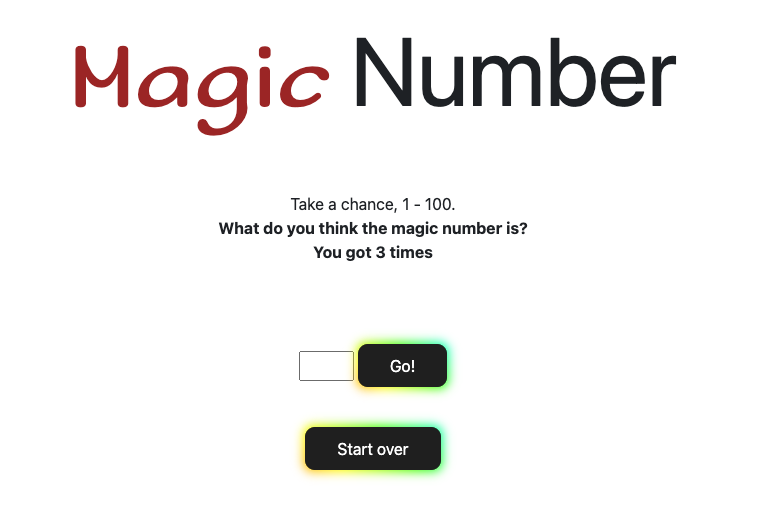 Magic Number
Take a chance, 1 - 100.
What do you think the magic number is?
You got 3 times
Go!
Start over